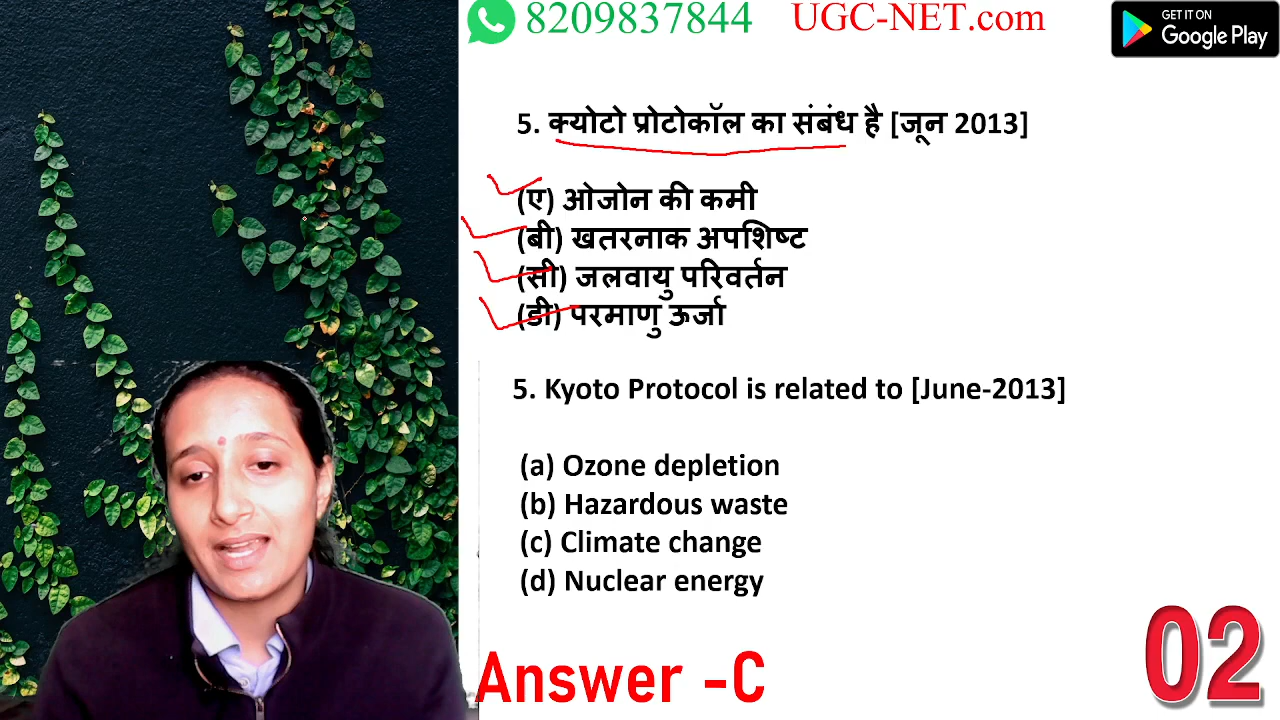 8209837844 UGC-NET.com
GET IT ON
Google Play
5. क्योटो प्रोटोकॉल का संबंध है [जून 2013]
(ए) ओजोन की कमी
(बी) खतरनाक अपशिष्ट
(सी) जलवायु परिवर्तन
(डी) परमाणु ऊर्जा
5. Kyoto Protocol is related to [June-2013]
(a) Ozone depletion
(b) Hazardous waste
(c) Climate change
(d) Nuclear energy
Answer -C
02